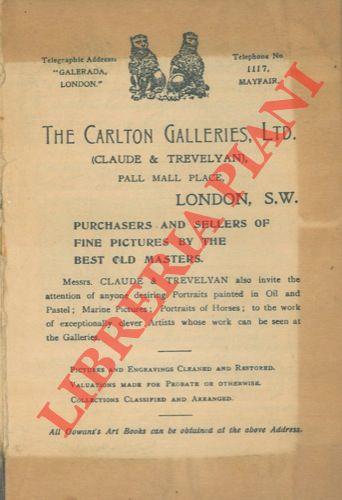 Telegraphic Address:
"GALERADA,
LONDON."
Telephone No
1117,
MAYFAIR.
THE CARLTON GALLERIES, LTD.
(CLAUDE & TREVELYAN),
PALL MALL PLACE,
LONDON, S.W.
PURCHASERS AND SELLERS OF
FINE PICTURES BY THE
BEST OLD MASTERS.
Messrs. CLAUDE & TREVELYAN also invite the
attention of anyone desiring Portraits painted in Oil and
Pastel; Marine Pictures; Portraits of Horses; to the work
of exceptionally clever Artists whose work can be seen at
the Galleries.
PICTURES AND ENGRAVINGS CLEANED AND RESTORED.
VALUATIONS MADE FOR PROBATE OR OTHERWISE.
COLLECTIONS CLASSIFIED AND ARRANGED.
All Gowans's Art Books can be obtained at the above Address.
LIBRERIAPIANI